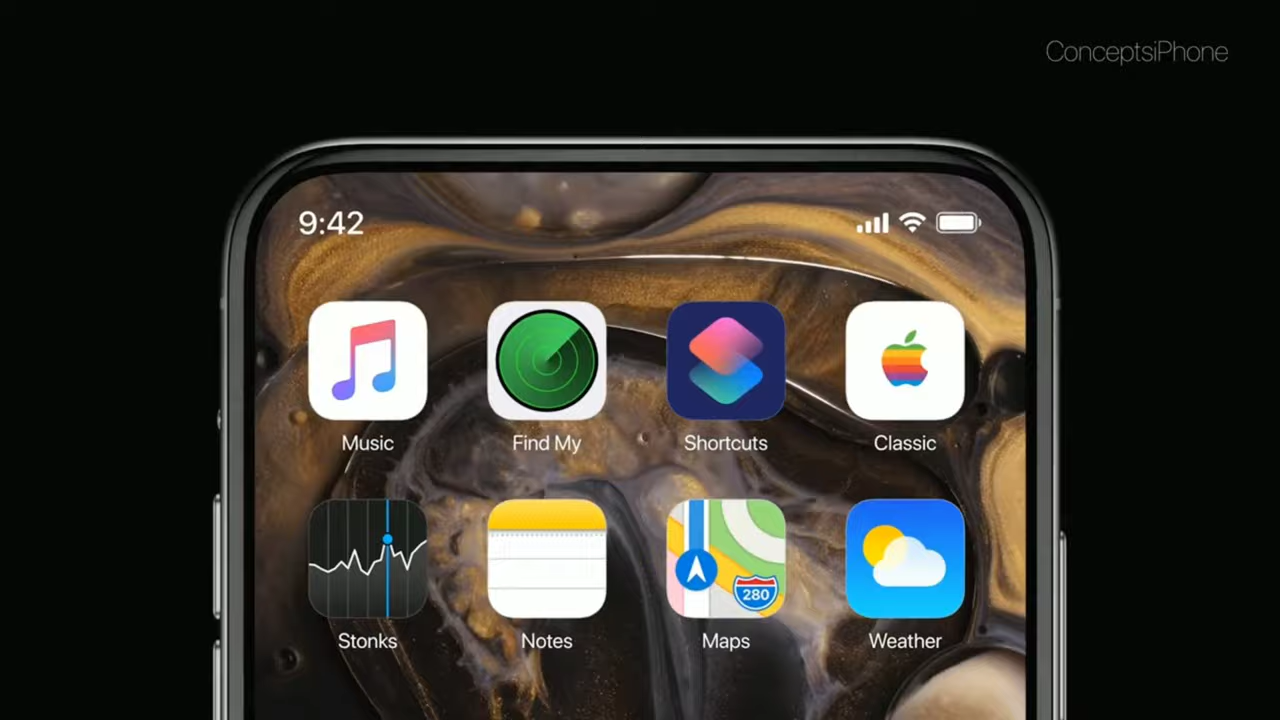 ConceptsiPhone
9:42
Music
Find My
Shortcuts
Classic
Stonks
Notes
280
Maps
Weather